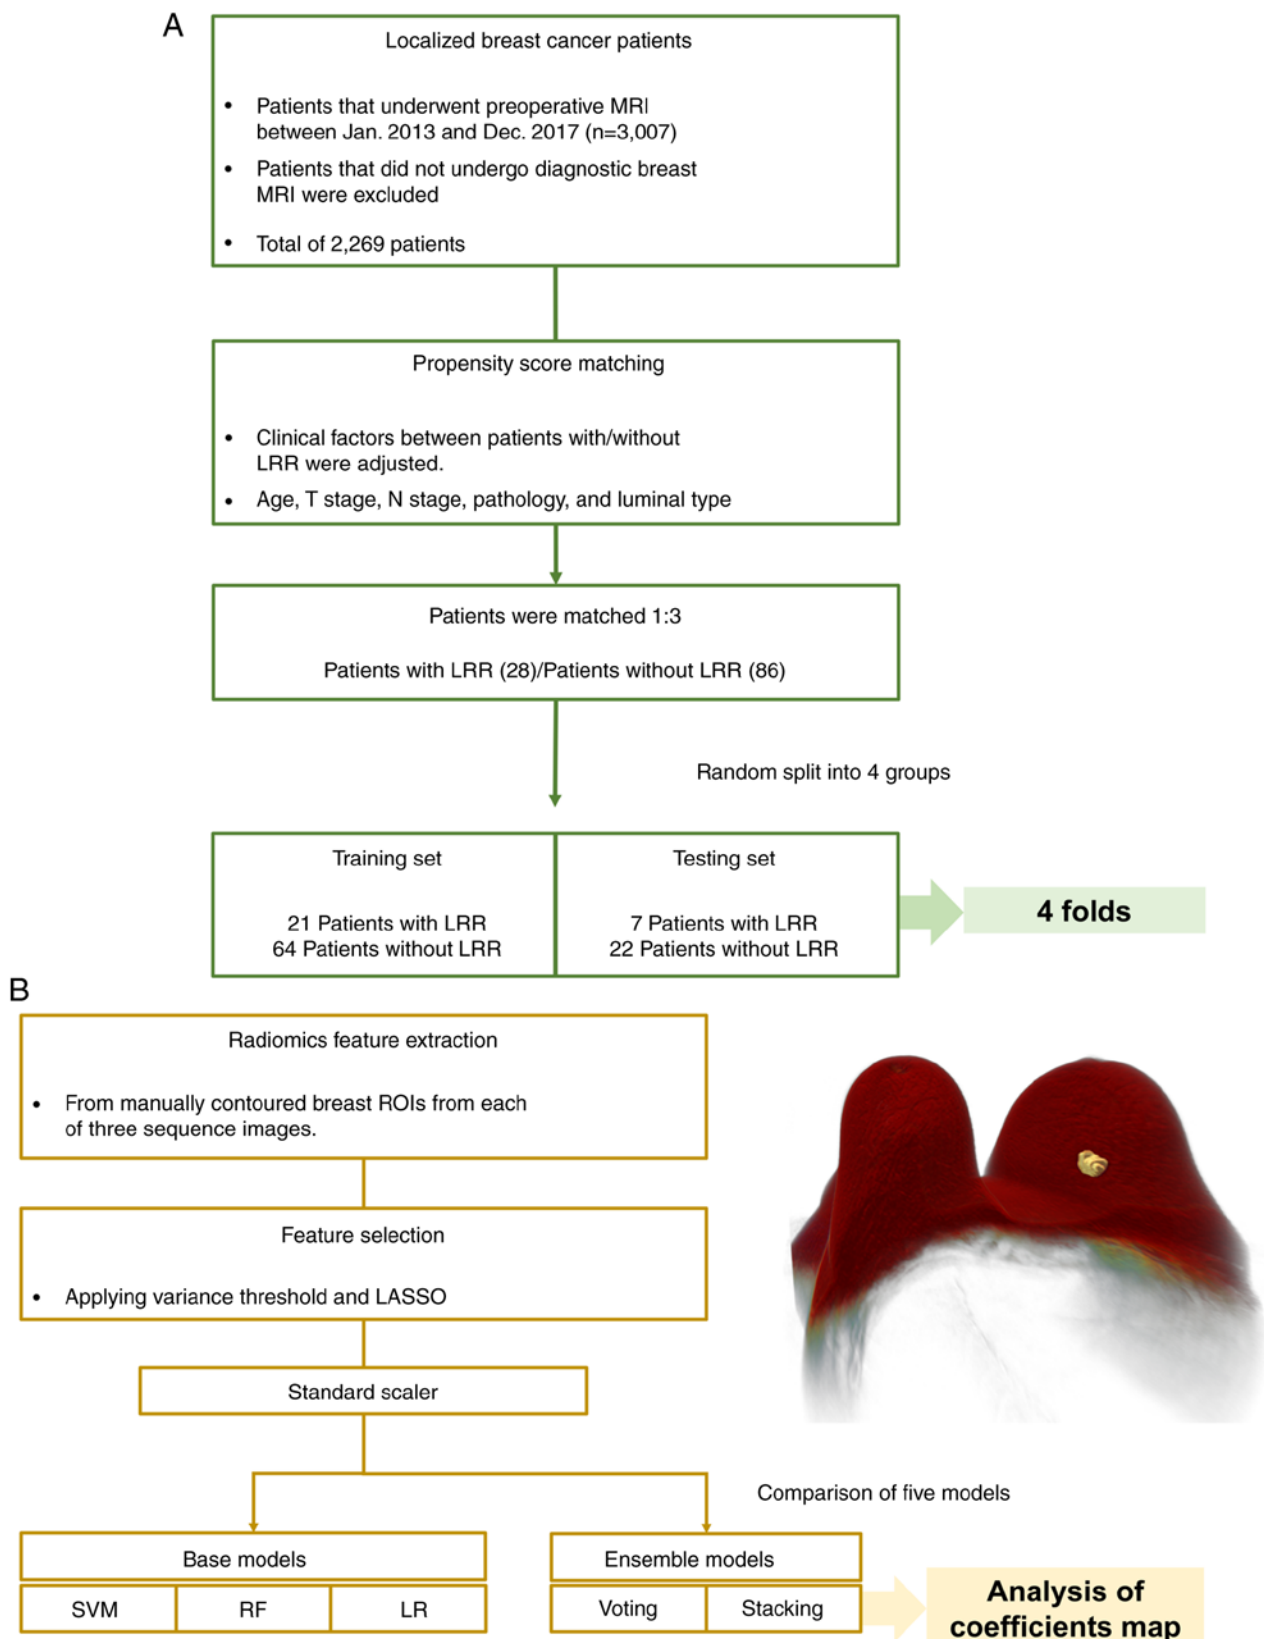 A
Localized breast cancer patients
• Patients that underwent preoperative MRI
between Jan. 2013 and Dec. 2017 (n=3,007)
• Patients that did not undergo diagnostic breast
MRI were excluded
• Total of 2,269 patients
Propensity score matching
• Clinical factors between patients with/without
LRR were adjusted.
• Age, T stage, N stage, pathology, and luminal type
Patients were matched 1:3
Patients with LRR (28)/Patients without LRR (86)
Random split into 4 groups
Training set
21 Patients with LRR
64 Patients without LRR
Testing set
7 Patients with LRR
22 Patients without LRR
4 folds
B
Radiomics feature extraction
• From manually contoured breast ROIs from each
of three sequence images.
Feature selection
• Applying variance threshold and LASSO
Standard scaler
Comparison of five models
Base models
SVM
RF
LR
Ensemble models
Voting
Stacking
Analysis of
coefficients map